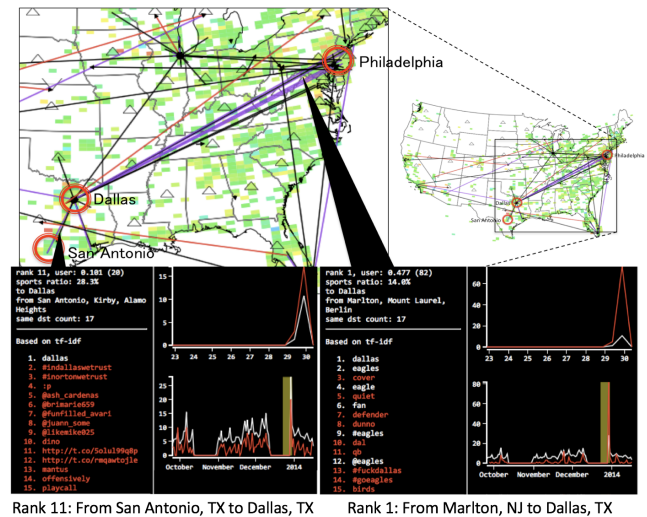 Philadelphia
Dallas
San Antonio
Philadelphia
Dallas
San Antonio
rank 11, user: 0.101 (20)
sports ratio: 28.3%
to Dallas
from San Antonio, Kirby, Alamo
Heights
same dst count: 17
Based on tf-idf
1. dallas
2. #indallaswetrust
3. #inortonwetrust
4. :p
5. @ash_cardenas
6. @brimarie659
7. @funfilled_avari
8. @juann_some
9. @likemike025
10. dino
11. http://t.co/5olul99q8p
12. http://t.co/rmqawtojle
13. mantus
14. offensively
15. playcall
15
10
5
0
23 24 25 26 27 28 29 30
28
20
10
0
October November December 2014
rank 1, user: 0.477 (82)
sports ratio: 14.0%
to Dallas
from Marlton, Mount Laurel,
Berlin
same dst count: 17
Based on tf-idf
1. dallas
2. eagles
3. cover
4. eagle
5. quiet
6. fan
7. defender
8. dunno
9. #eagles
10. dal
11. qb
12. @eagles
13. #fuckdallas
14. #goeagles
15. birds
60
40
20
0
23 24 25 26 27 28 29 30
80
60
40
20
0
October November December 2014
Rank 11: From San Antonio, TX to Dallas, TX
Rank 1: From Marlton, NJ to Dallas, TX